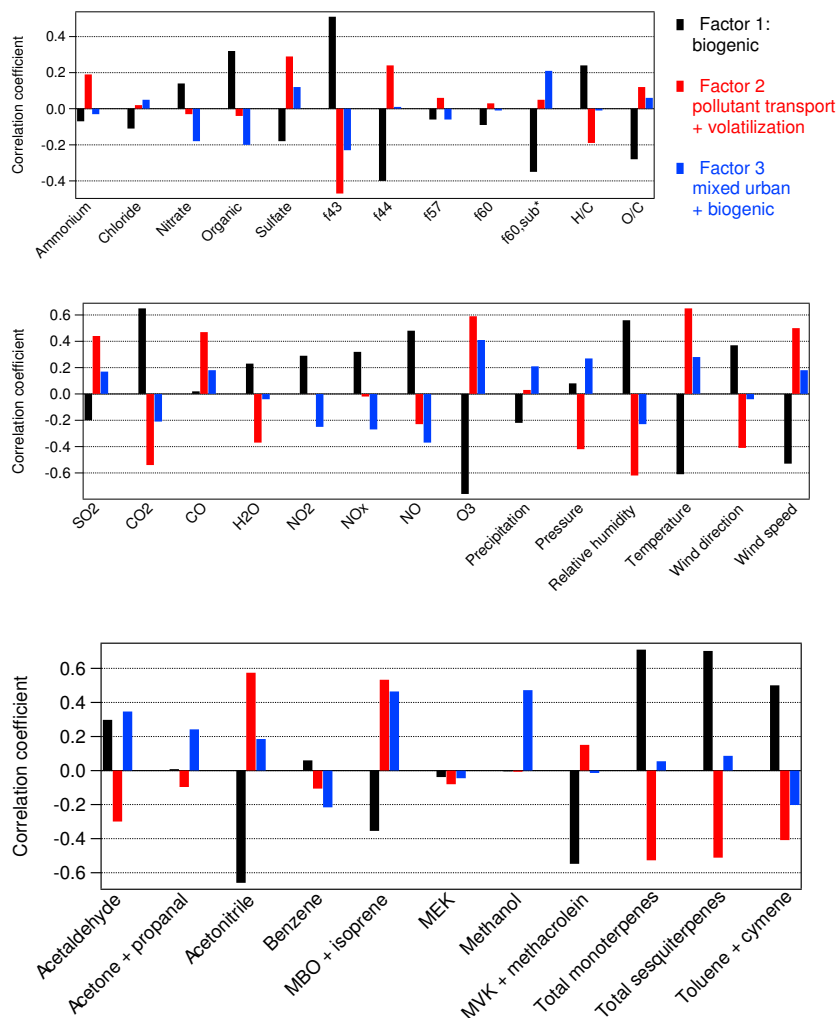 Correlation coefficient
0.4
0.2
0.0
-0.2
-0.4
Ammonium
Chloride
Nitrate
Organic
Sulfate
f43
f44
f57
f60
f60,sub*
H/C
O/C
Factor 1:
biogenic
Factor 2
pollutant transport
+ volatilization
Factor 3
mixed urban
+ biogenic
Correlation coefficient
0.6
0.4
0.2
0.0
-0.2
-0.4
-0.6
SO2
CO2
CO
H2O
NO2
NOx
NO
O3
Precipitation
Pressure
Relative humidity
Temperature
Wind direction
Wind speed
Correlation coefficient
0.6
0.4
0.2
0.0
-0.2
-0.4
-0.6
Acetaldehyde
Acetone + propanal
Acetonitrile
Benzene
MBO + isoprene
MEK
Methanol
MVK + methacrolein
Total monoterpenes
Total sesquiterpenes
Toluene + cymene